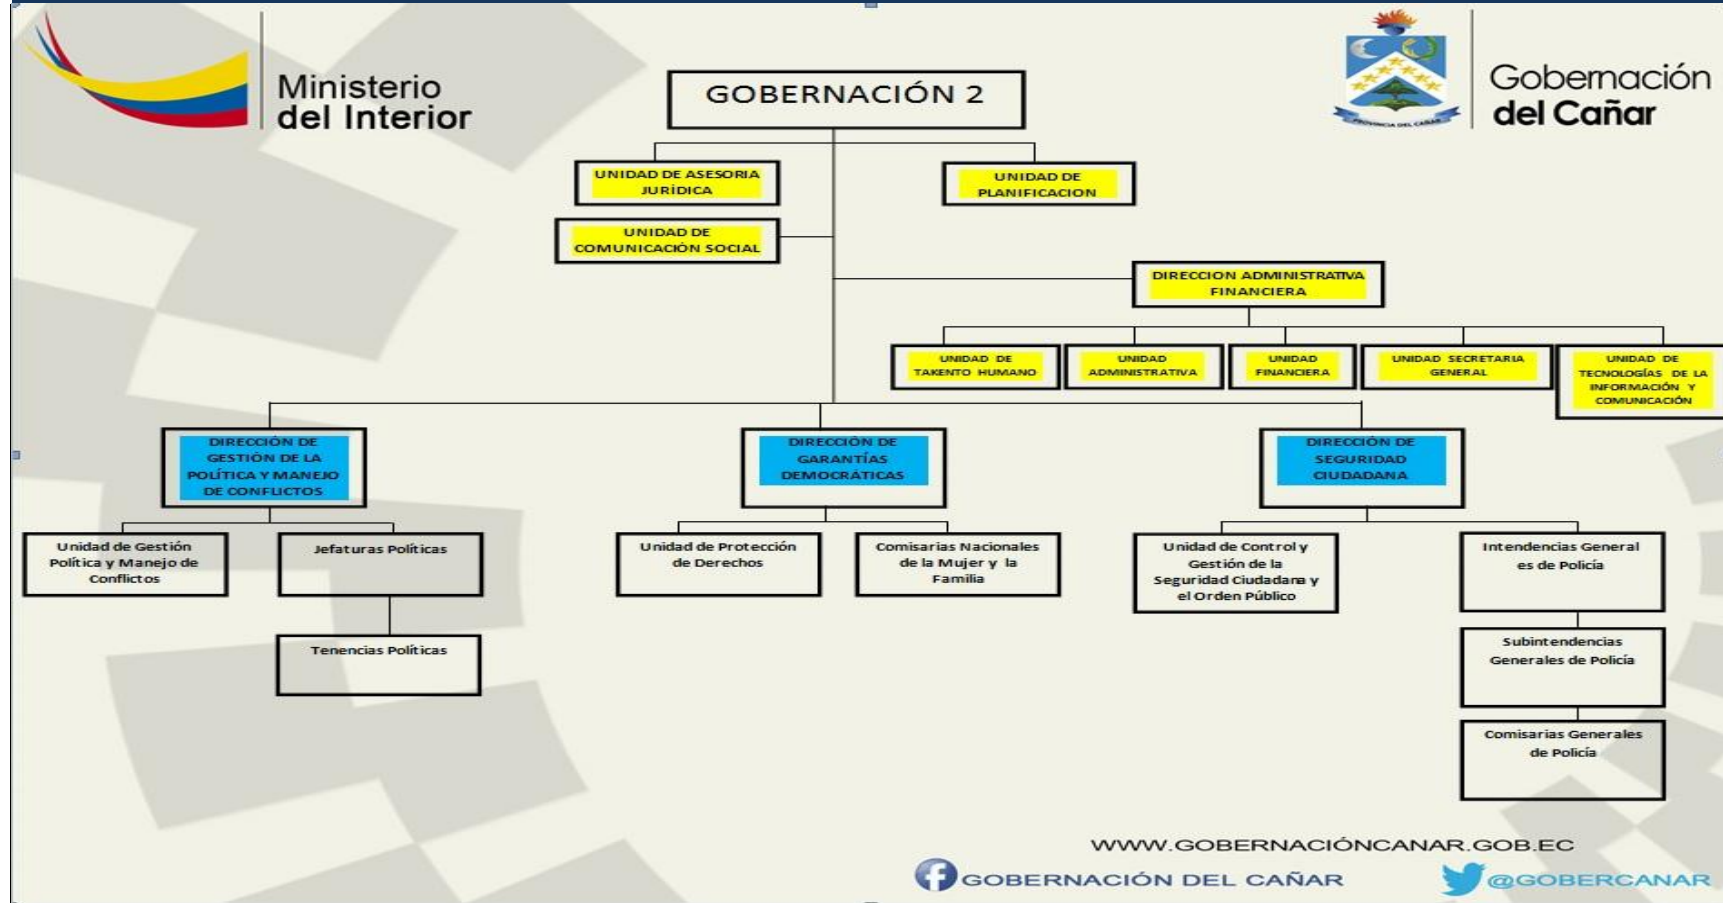 Ministerio
del Interior
GOBERNACIÓN 2
PROVINCIA DEL CAÑAR
Gobernación
del Cañar
UNIDAD DE ASESORIA
JURÍDICA
UNIDAD DE
PLANIFICACION
UNIDAD DE
COMUNICACIÓN SOCIAL
DIRECCION ADMINISTRATIVA
FINANCIERA
UNIDAD DE
TAKENTO HUMANO
UNIDAD
ADMINISTRATIVA
UNIDAD
FINANCIERA
UNIDAD SECRETARIA
GENERAL
UNIDAD DE
TECNOLOGÍAS DE LA
INFORMACIÓN Y
COMUNICACIÓN
DIRECCIÓN DE
GESTIÓN DE LA
POLÍTICA Y MANEJO
DE CONFLICTOS
DIRECCIÓN DE
GARANTÍAS
DEMOCRÁTICAS
DIRECCIÓN DE
SEGURIDAD
CIUDADANA
Unidad de Gestión
Política y Manejo de
Conflictos
Jefaturas Políticas
Unidad de Protección
de Derechos
Comisarias Nacionales
de la Mujer y la
Familia
Unidad de Control y
Gestión de la
Seguridad Ciudadana y
el Orden Público
Intendencias General
es de Policía
Tenencias Políticas
Subintendencias
Generales de Policía
Comisarias Generales
de Policía
WWW.GOBERNACIÓNCANAR.GOB.EC
GOBERNACIÓN DEL CAÑAR
@GOBERCANAR